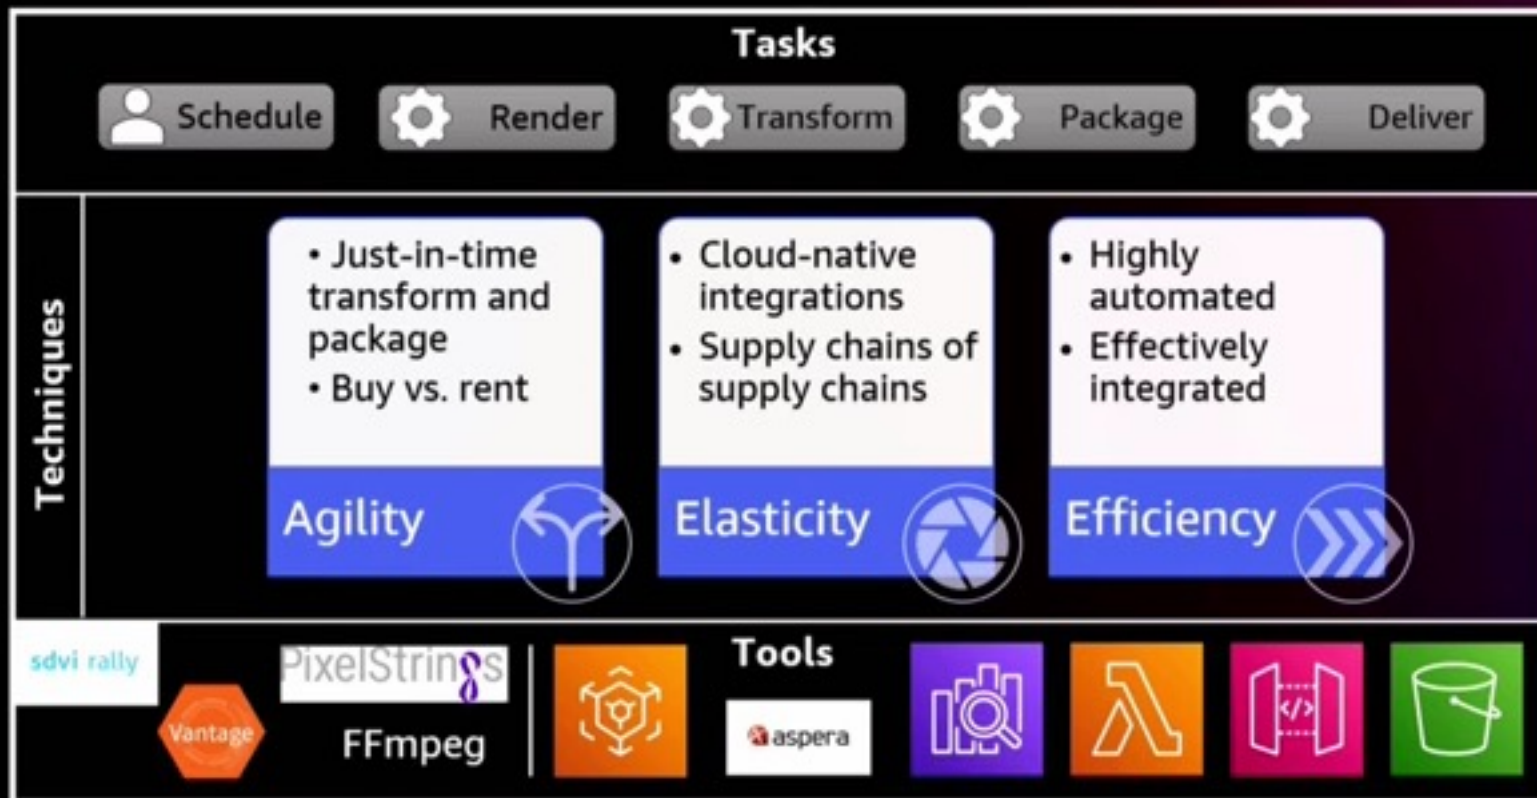 Tasks
Schedule
Render
Transform
Package
Deliver
Techniques
• Just-in-time
transform and
package
• Buy vs. rent
Agility
• Cloud-native
integrations
• Supply chains of
supply chains
Elasticity
• Highly
automated
• Effectively
integrated
Efficiency
Tools
sdvi rally
Vantage
PixelStrings
FFmpeg
aspera
</>